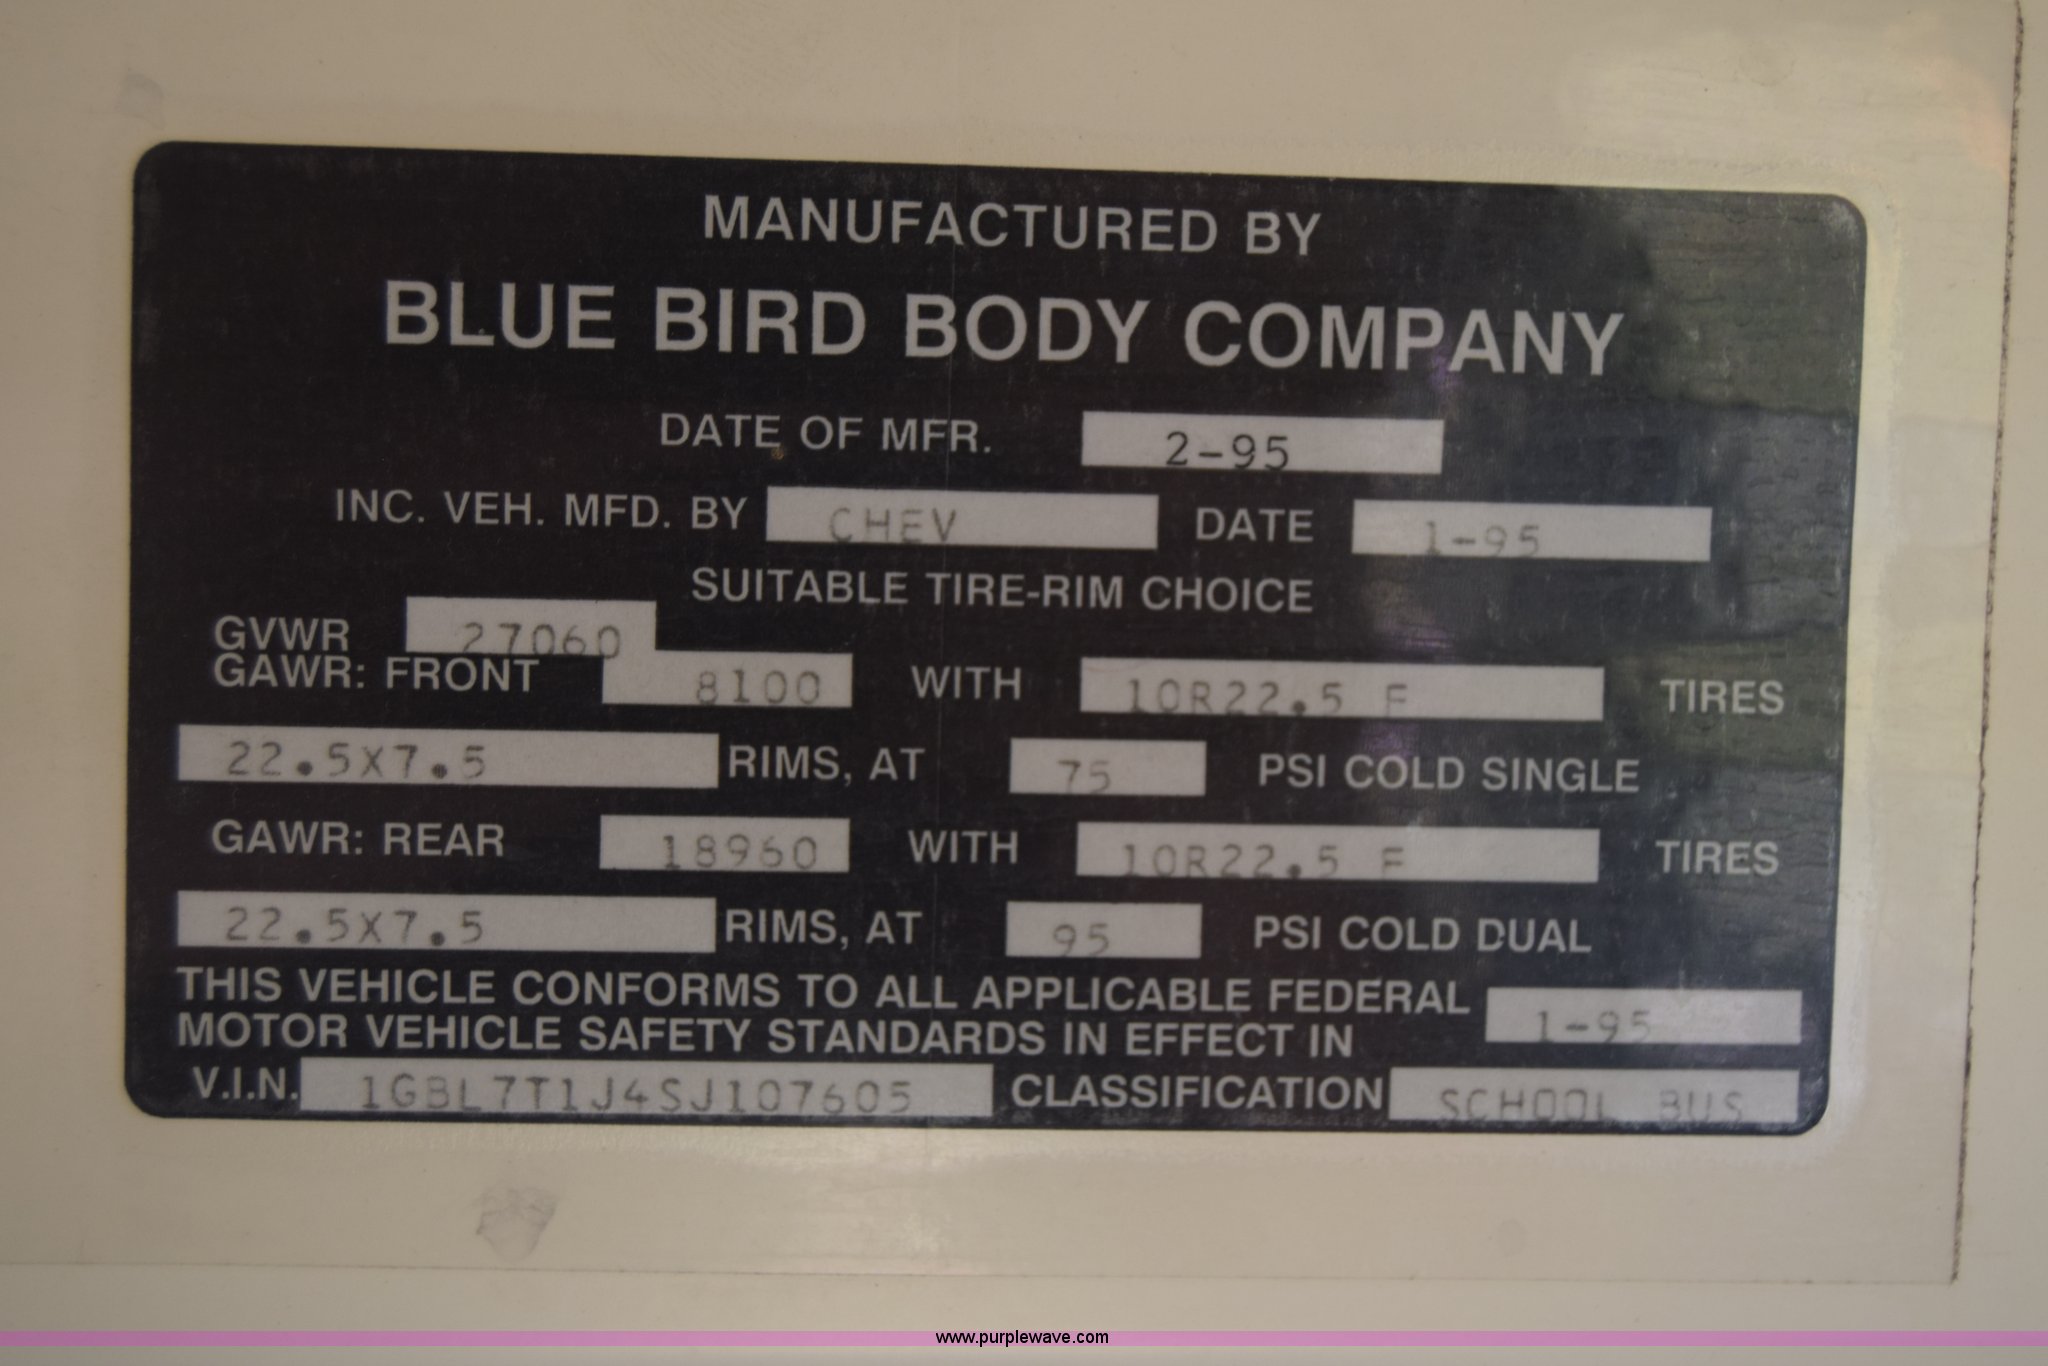 MANUFACTURED BY
BLUE BIRD BODY COMPANY
DATE OF MFR. 2-95
INC. VEH. MFD. BY CHEV DATE 1-95
SUITABLE TIRE-RIM CHOICE
GVWR 27060
GAWR: FRONT 8100 WITH 10R22.5 F TIRES
22.5X7.5 RIMS, AT 75 PSI COLD SINGLE
GAWR: REAR 18960 WITH 10R22.5 F TIRES
22.5X7.5 RIMS, AT 95 PSI COLD DUAL
THIS VEHICLE CONFORMS TO ALL APPLICABLE FEDERAL
MOTOR VEHICLE SAFETY STANDARDS IN EFFECT IN 1-95
V.I.N. 1GBL7T1J4SJ107605 CLASSIFICATION SCHOOL BUS
www.purplewave.com